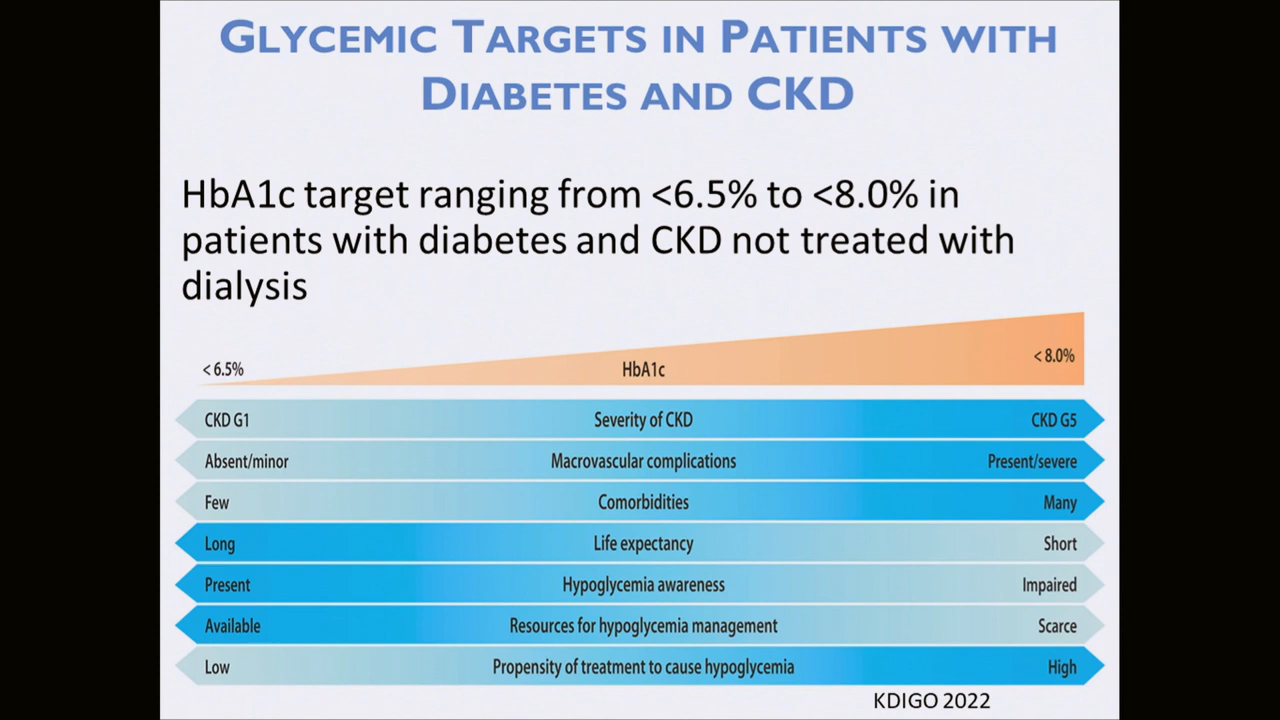 GLYCEMIC TARGETS IN PATIENTS WITH
DIABETES AND CKD
HbA1c target ranging from <6.5% to <8.0% in
patients with diabetes and CKD not treated with
dialysis
< 6.5% HbA1c < 8.0%
CKD G1 Severity of CKD CKD G5
Absent/minor Macrovascular complications Present/severe
Few Comorbidities Many
Long Life expectancy Short
Present Hypoglycemia awareness Impaired
Available Resources for hypoglycemia management Scarce
Low Propensity of treatment to cause hypoglycemia High
KDIGO 2022